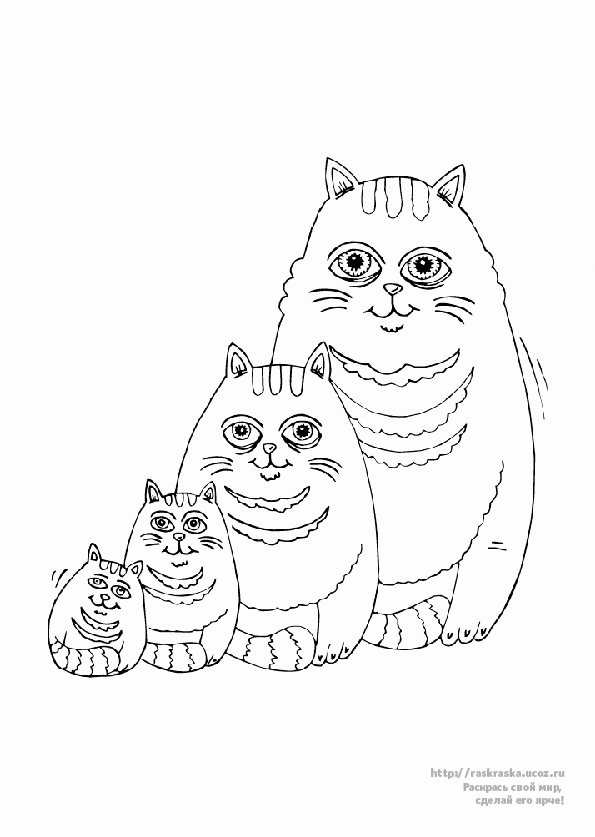 http://raskraska.ucoz.ru
Раскрась свой мир,
сделай его ярче!